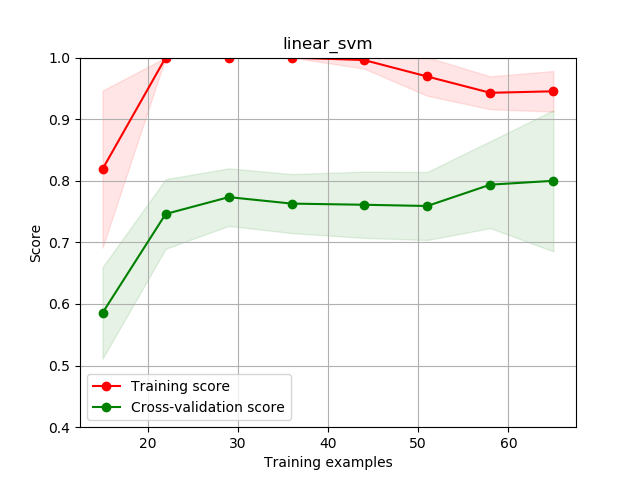 linear_svm
1.0
0.9
0.8
0.7
0.6
0.5
0.4
Score
Training score
Cross-validation score
20 30 40 50 60
Training examples